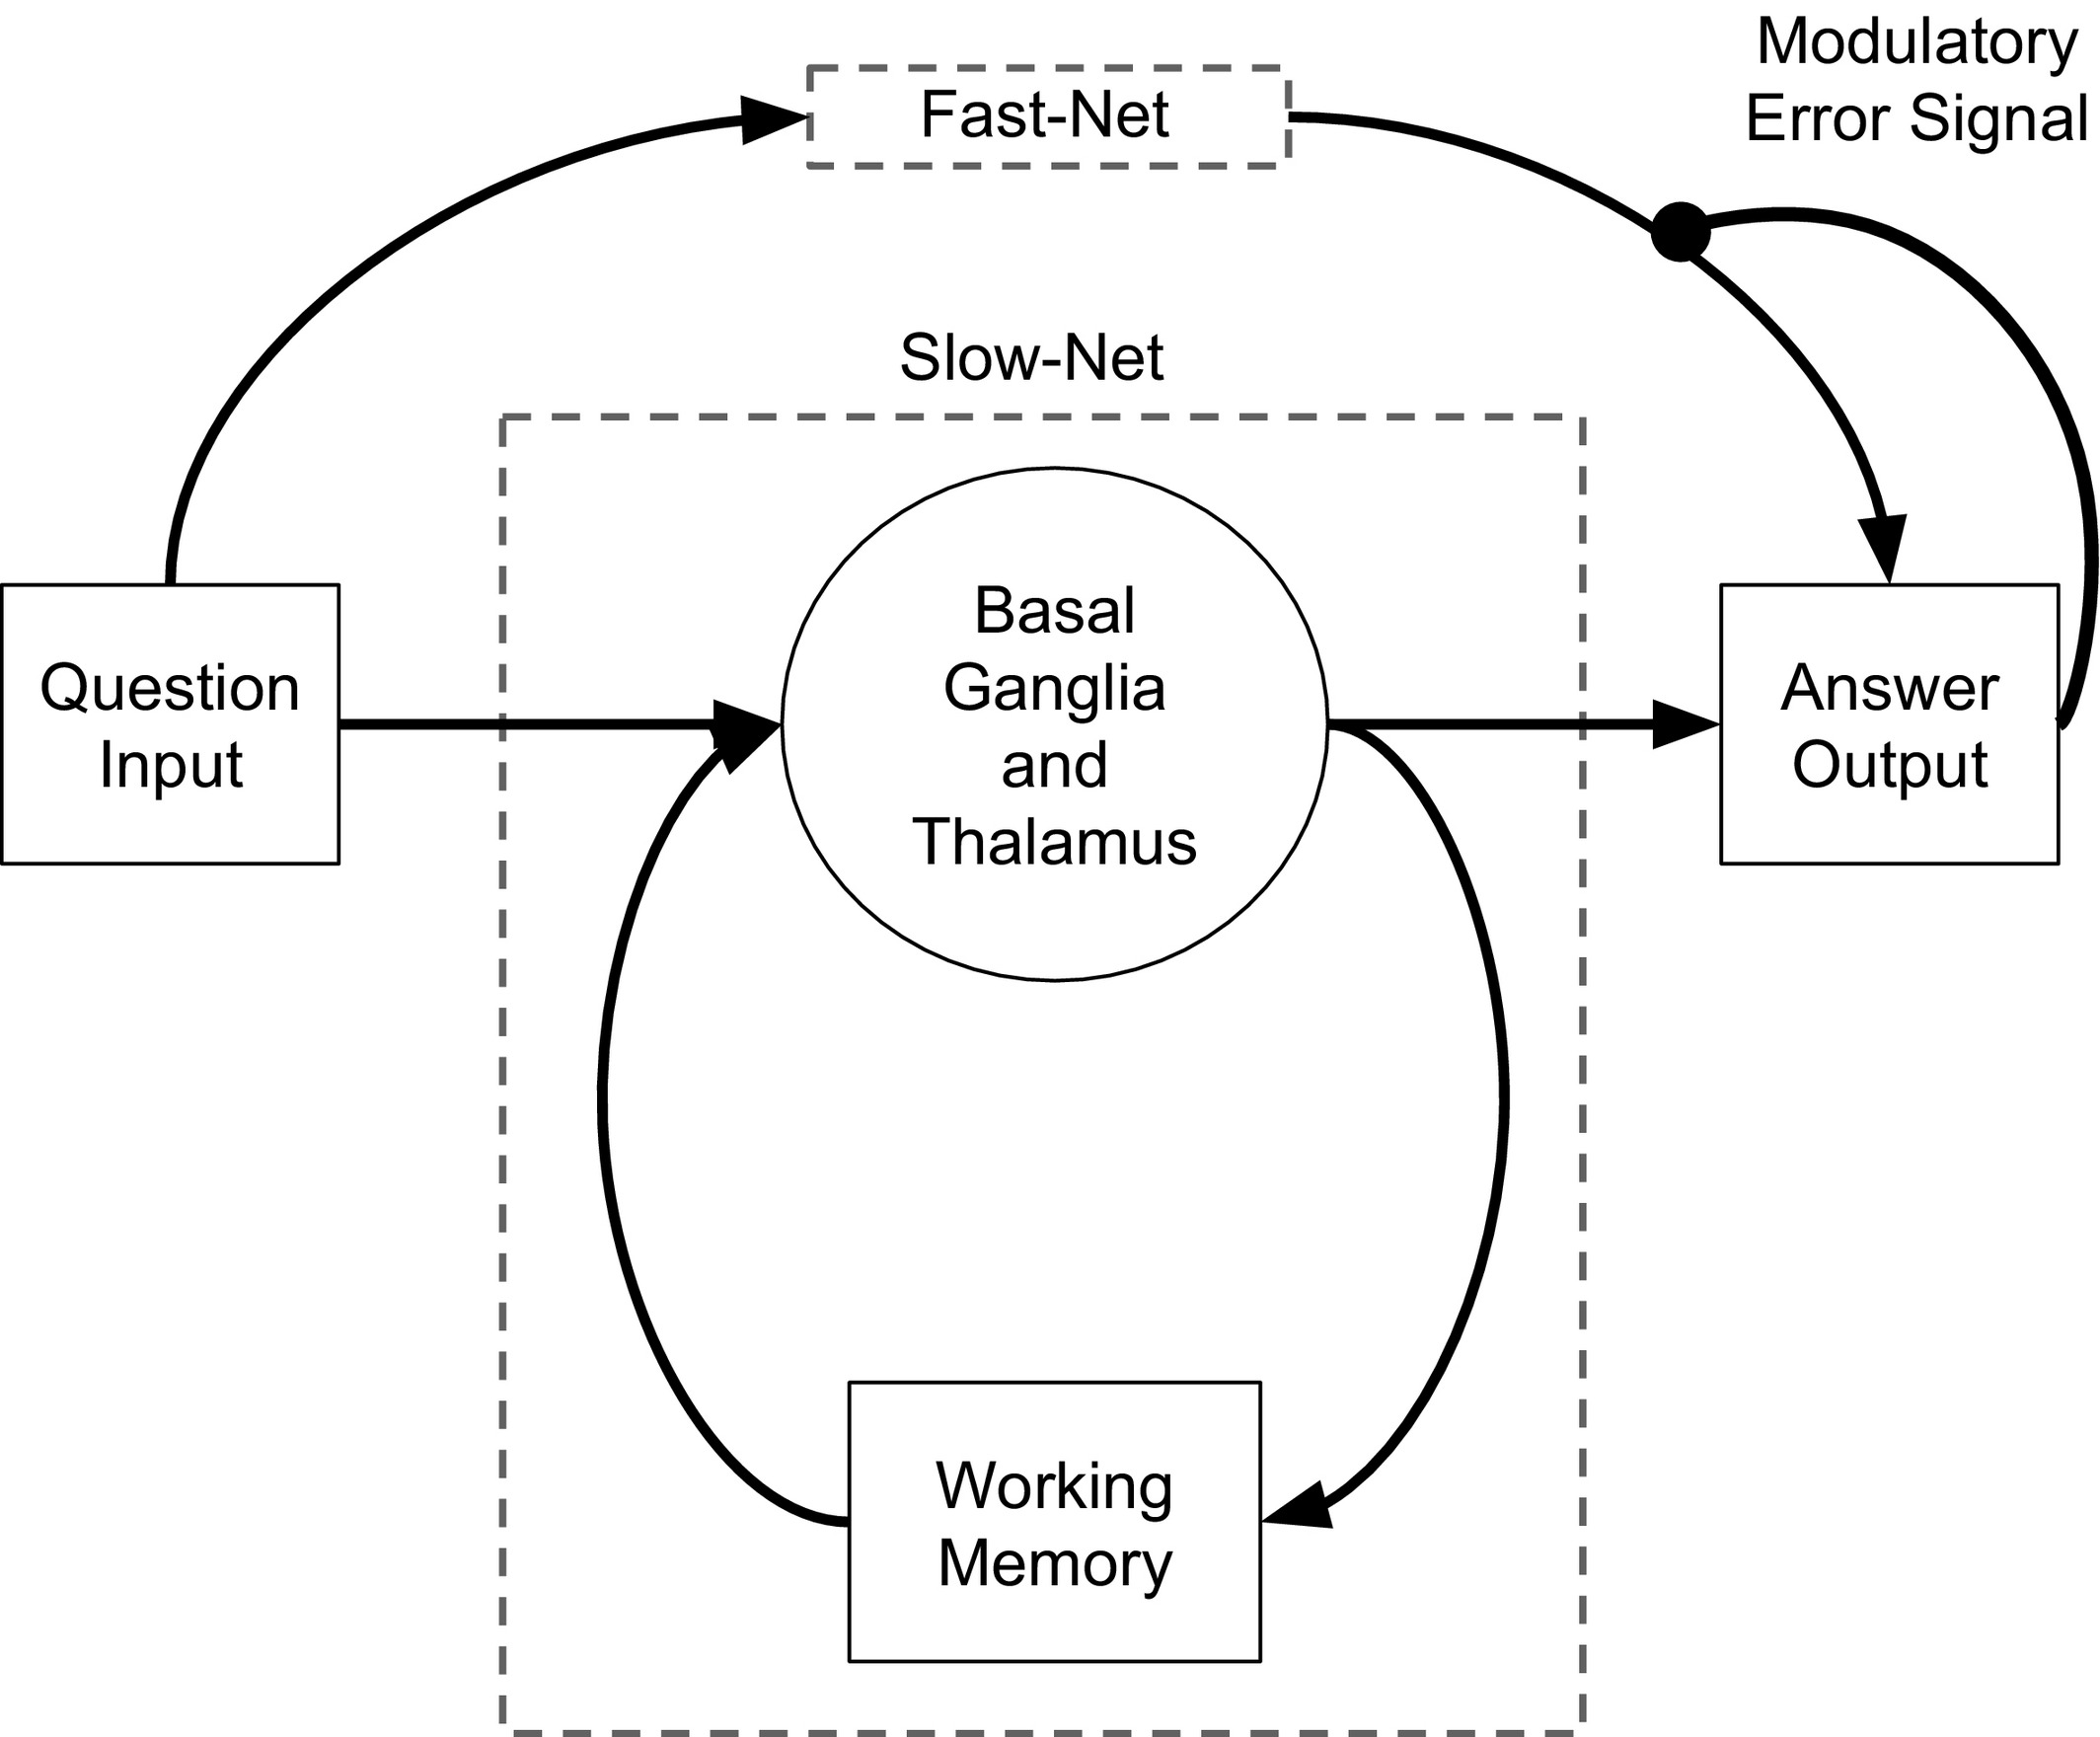 Modulatory
Error Signal
Fast-Net
Slow-Net
Question
Input
Basal
Ganglia
and
Thalamus
Answer
Output
Working
Memory